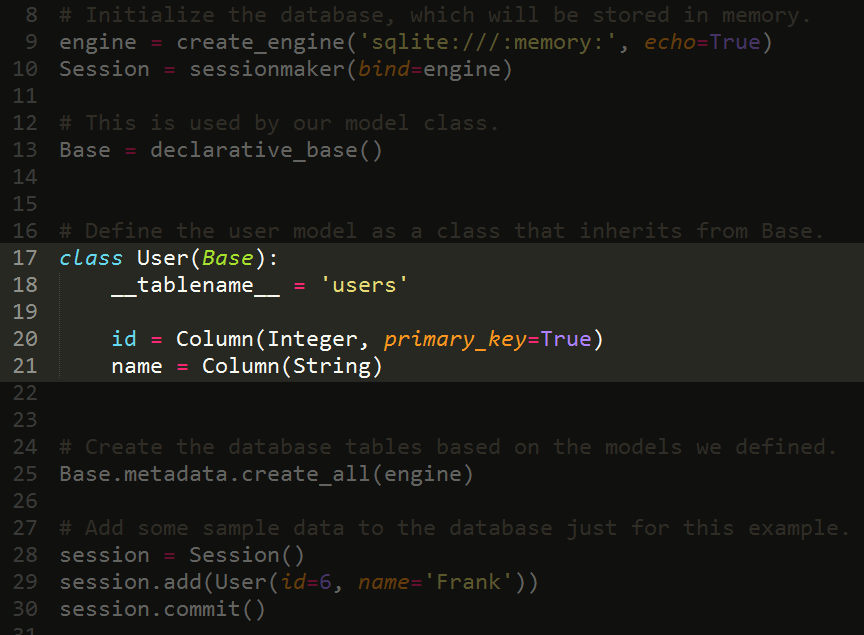 8 # Initialize the database, which will be stored in memory.
9 engine = create_engine('sqlite:///:memory:', echo=True)
10 Session = sessionmaker(bind=engine)
11
12 # This is used by our model class.
13 Base = declarative_base()
14
15
16 # Define the user model as a class that inherits from Base.
17 class User(Base):
18     __tablename__ = 'users'
19
20     id = Column(Integer, primary_key=True)
21     name = Column(String)
22
23
24 # Create the database tables based on the models we defined.
25 Base.metadata.create_all(engine)
26
27 # Add some sample data to the database just for this example.
28 session = Session()
29 session.add(User(id=6, name='Frank'))
30 session.commit()
31